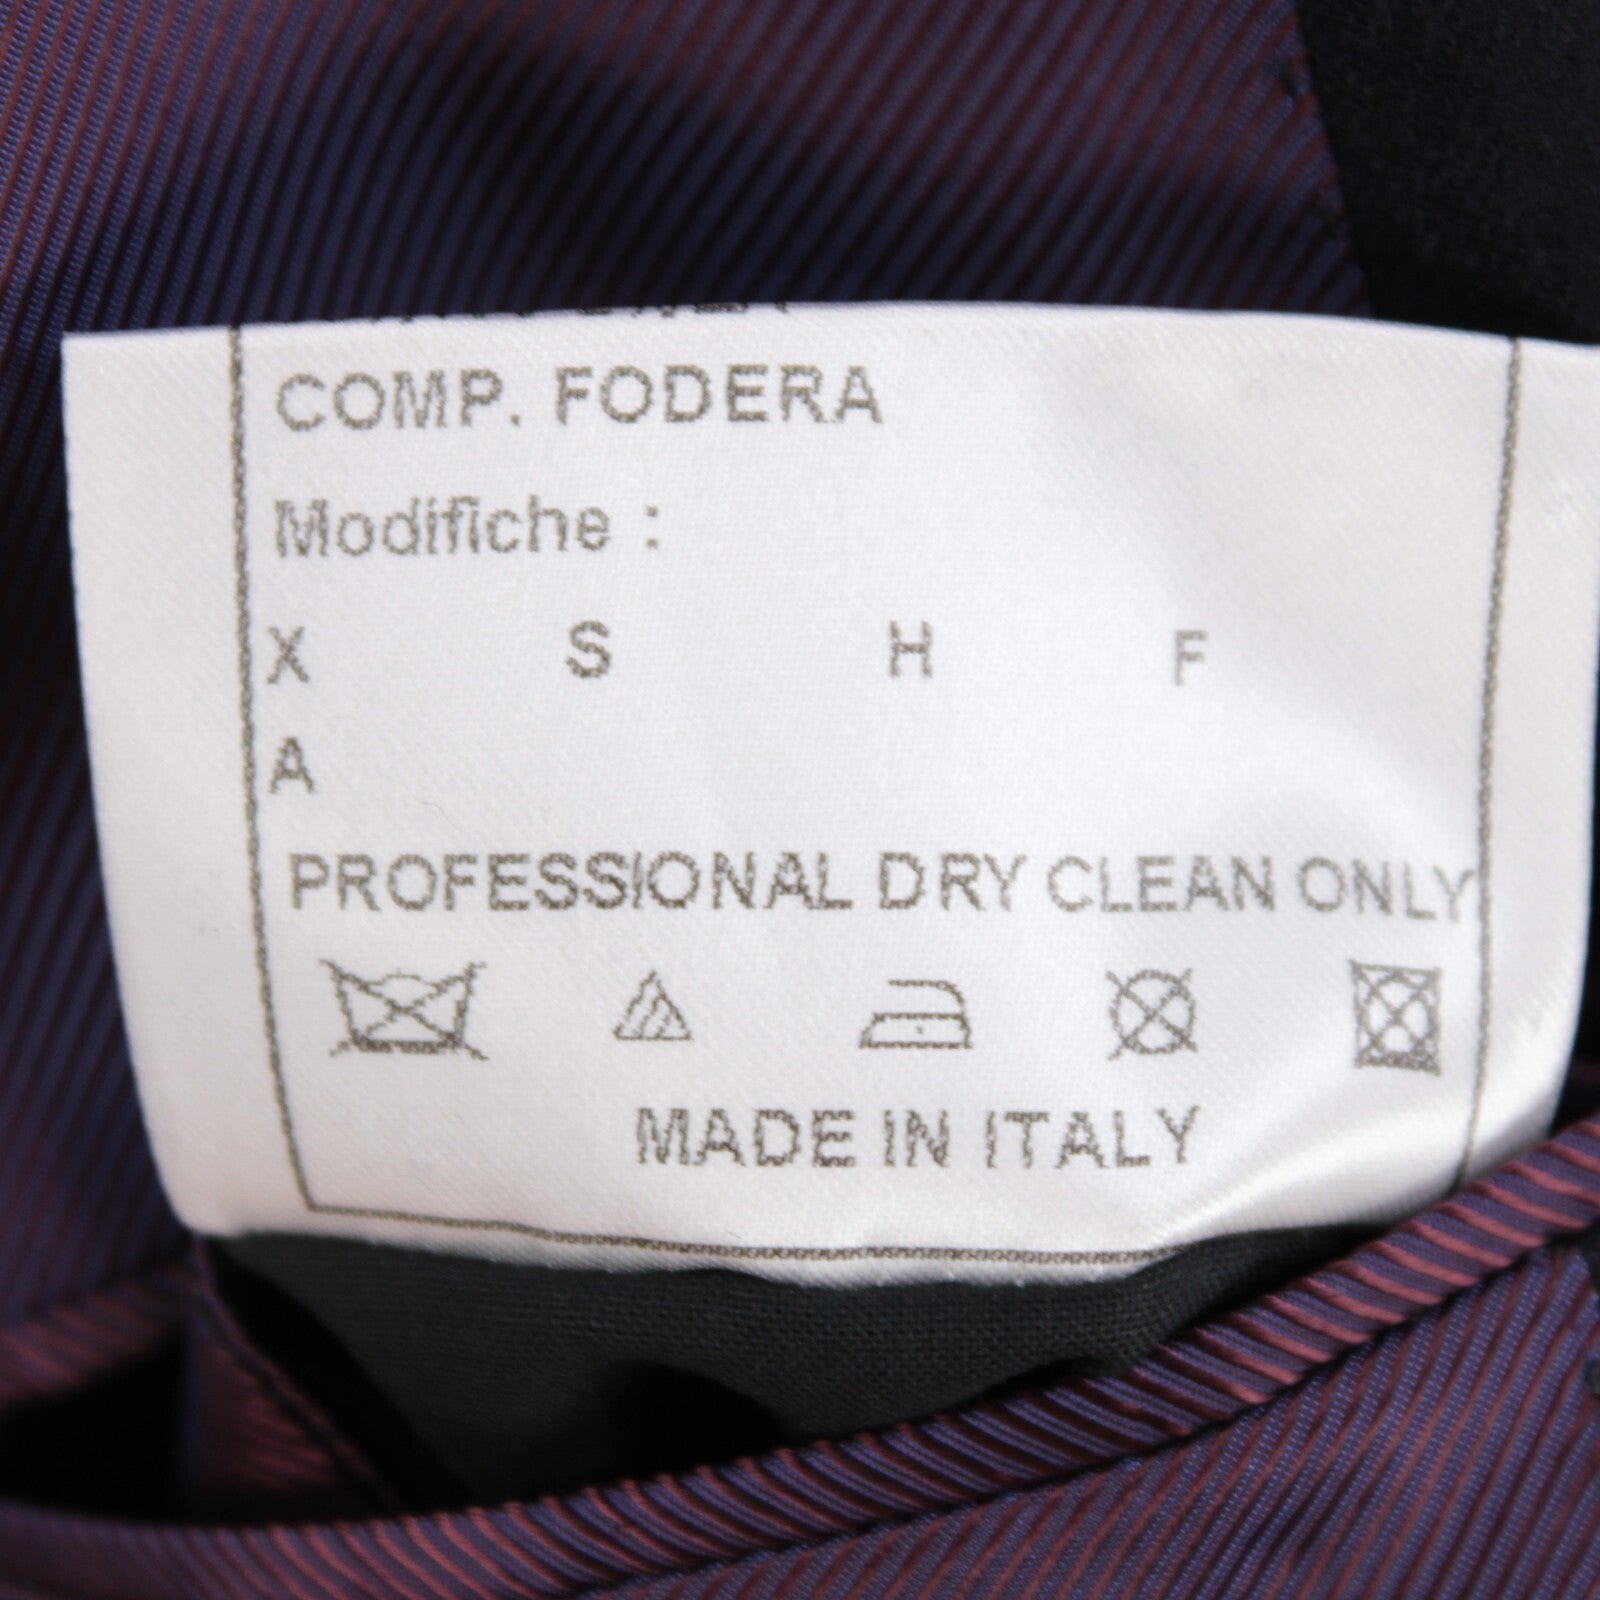 COMP. FODERA
Modifiche :
X S H F
A
PROFESSIONAL DRY CLEAN ONLY
MADE IN ITALY